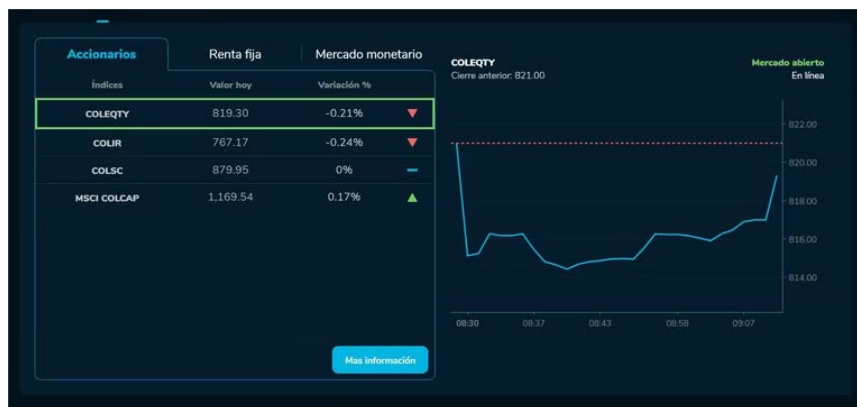 Accionarios Renta fija Mercado monetario
Índices Valor hoy Variación %
COLEQTY 819.30 -0.21%
COLIR 767.17 -0.24%
COLSC 879.95 0%
MSCI COLCAP 1,169.54 0.17%
Mas información
COLEQTY Mercado abierto
Cierre anterior: 821.00 En línea
822.00
820.00
818.00
816.00
814.00
08:30 08:37 08:43 08:58 09:07